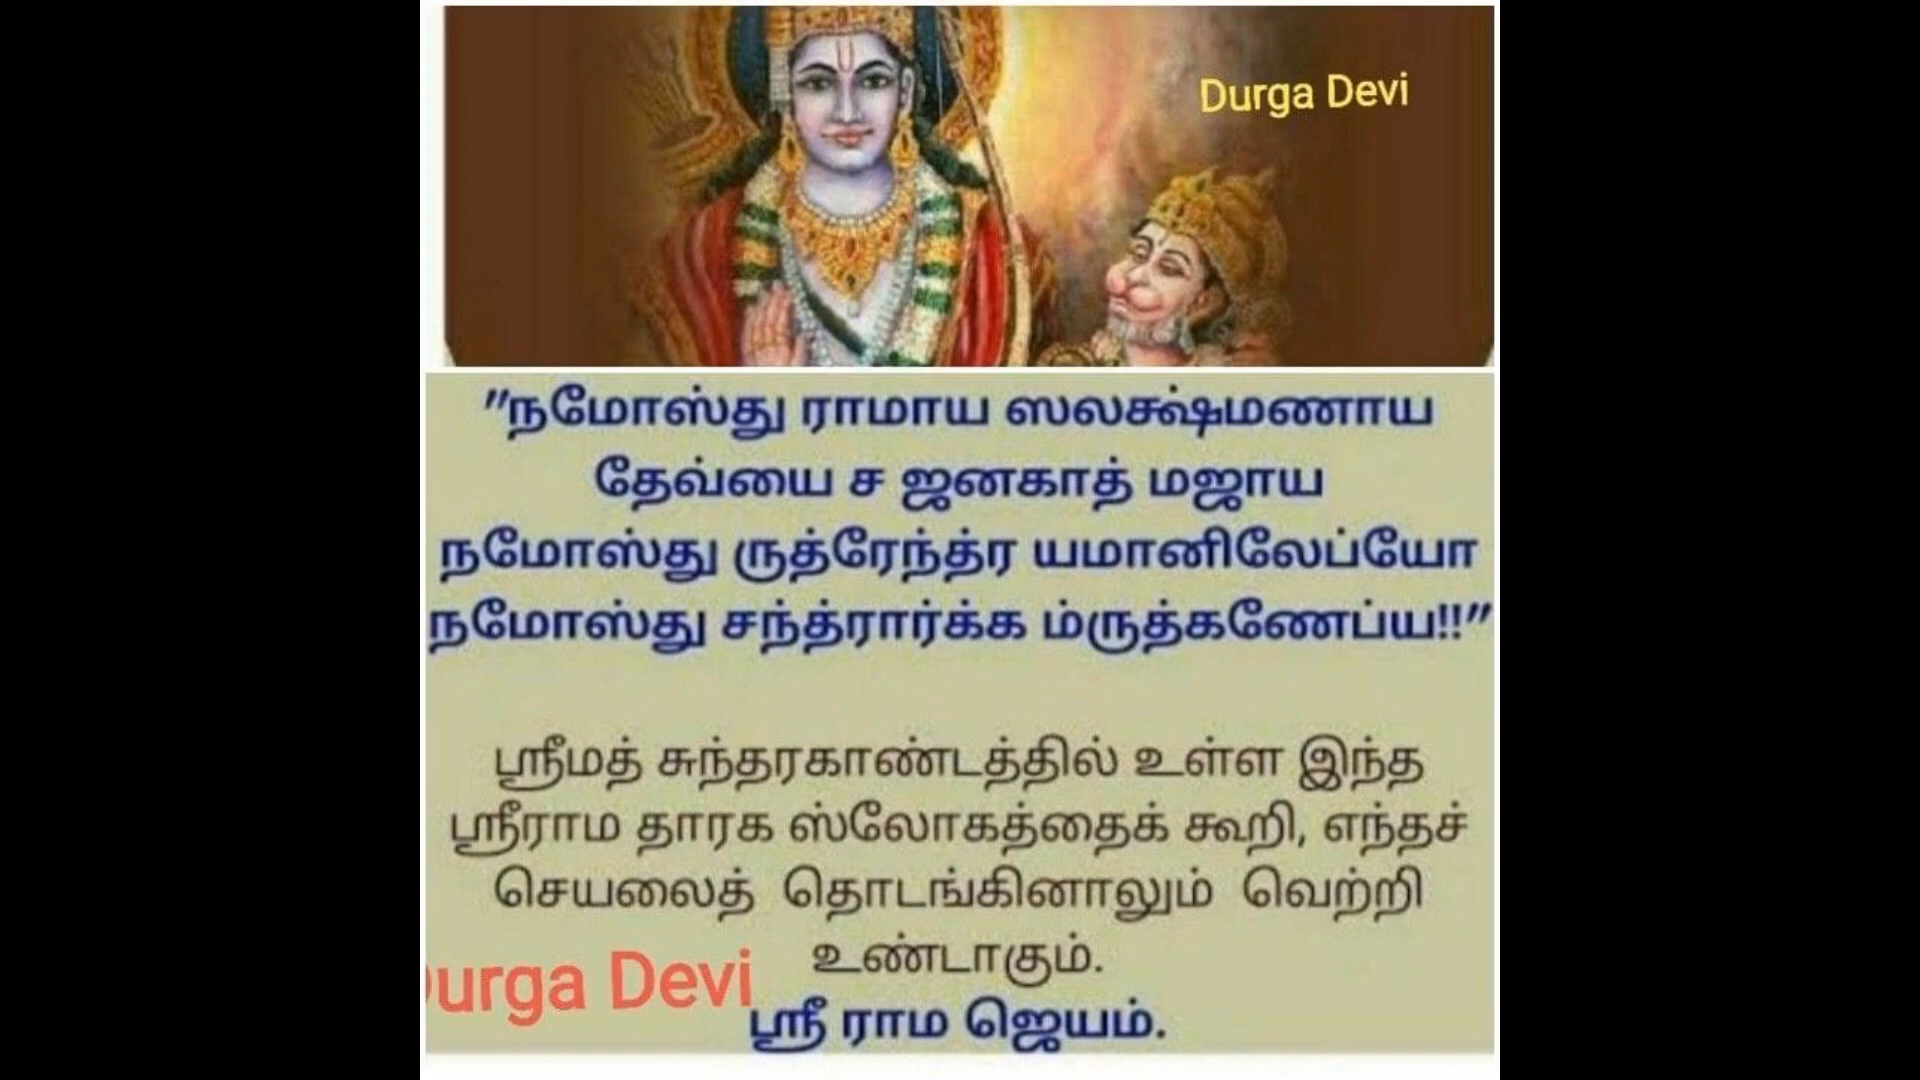 Durga Devi
"நமோஸ்து ராமாய ஸலக்ஷ்மணாய
தேவ்யை ச ஜனகாத் மஜாய
நமோஸ்து ருத்ரேந்த்ர யமானிலேப்யோ
நமோஸ்து சந்த்ரார்க்க ம்ருத்கணேப்ய!!"
ஸ்ரீமத் சுந்தரகாண்டத்தில் உள்ள இந்த
ஸ்ரீராம தாரக ஸ்லோகத்தைக் கூறி, எந்தச்
செயலைத் தொடங்கினாலும் வெற்றி
உண்டாகும்.
Durga Devi
ஸ்ரீ ராம ஜெயம்.